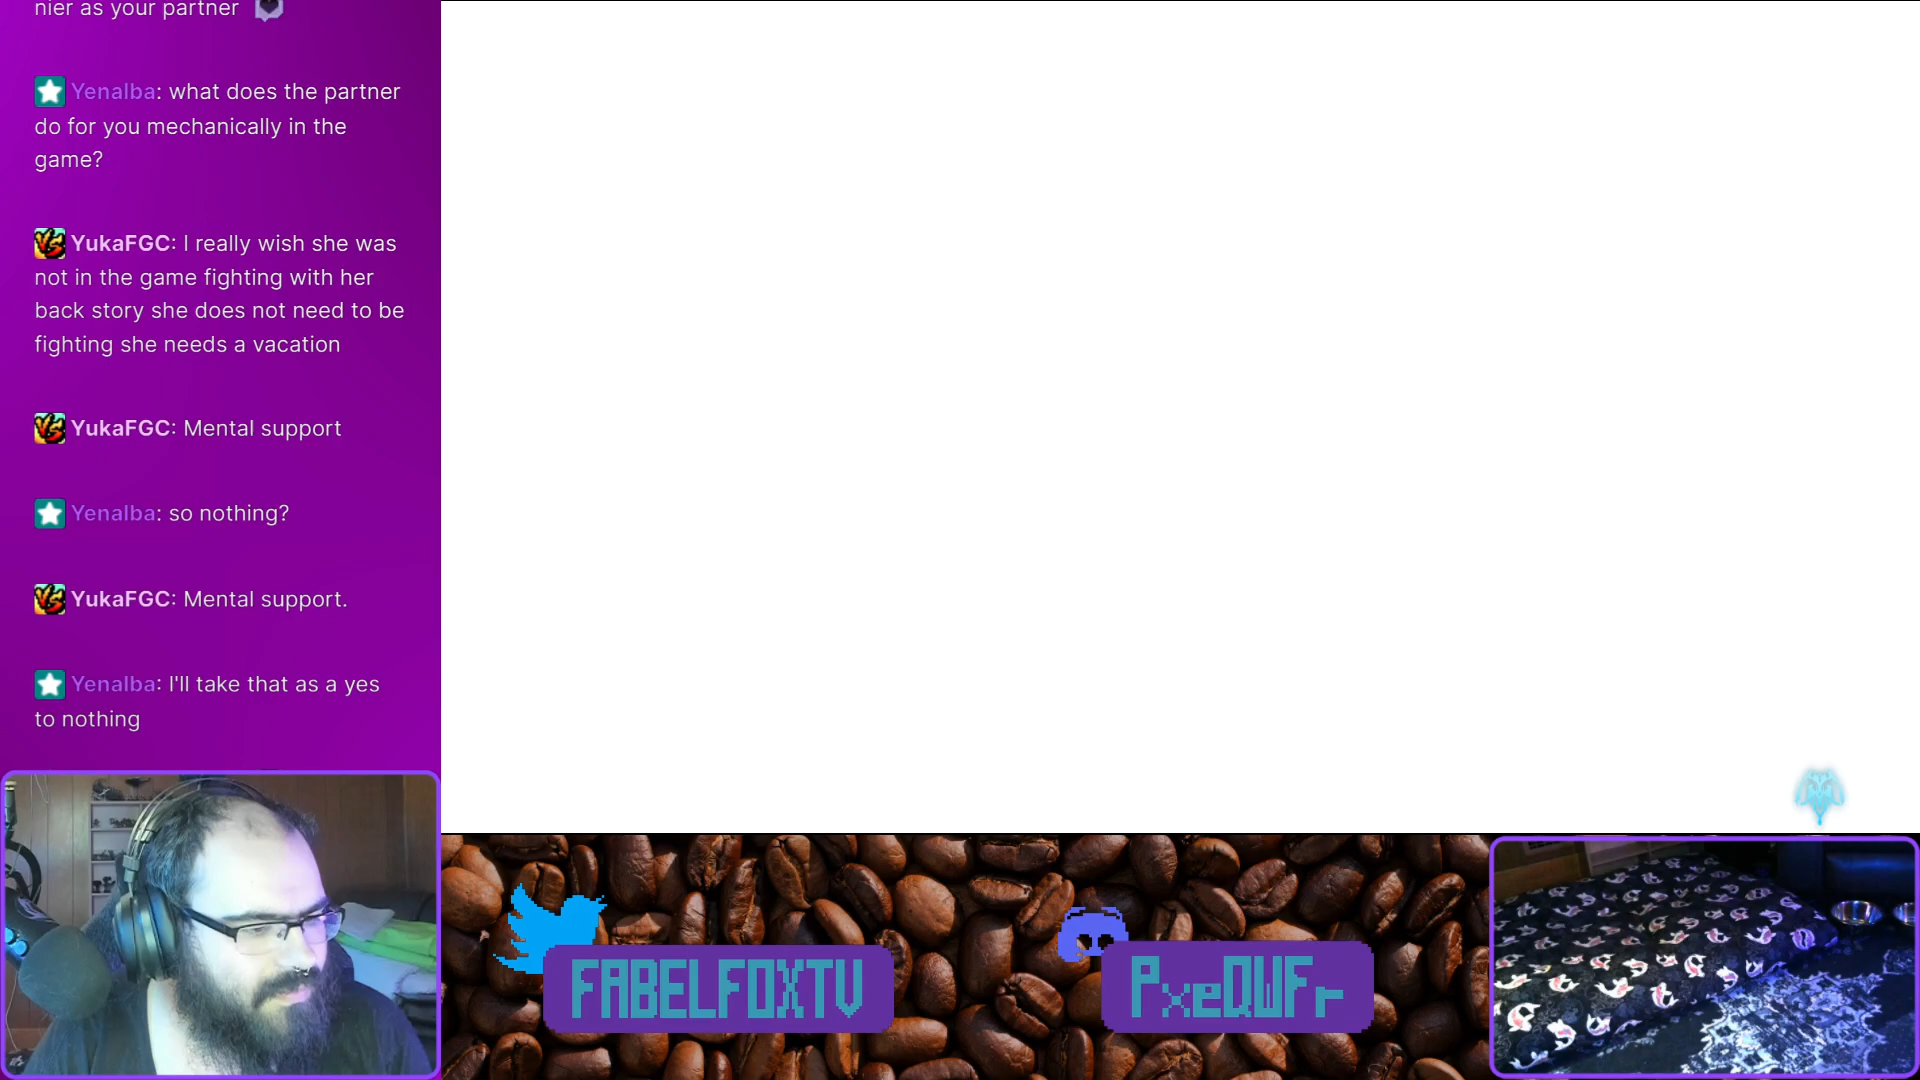 nier as your partner
Yenalba: what does the partner
do for you mechanically in the
game?
YukaFGC: I really wish she was
not in the game fighting with her
back story she does not need to be
fighting she needs a vacation
YukaFGC: Mental support
Yenalba: so nothing?
YukaFGC: Mental support.
Yenalba: I'll take that as a yes
to nothing
FABELFOXTV
PxeQWFr